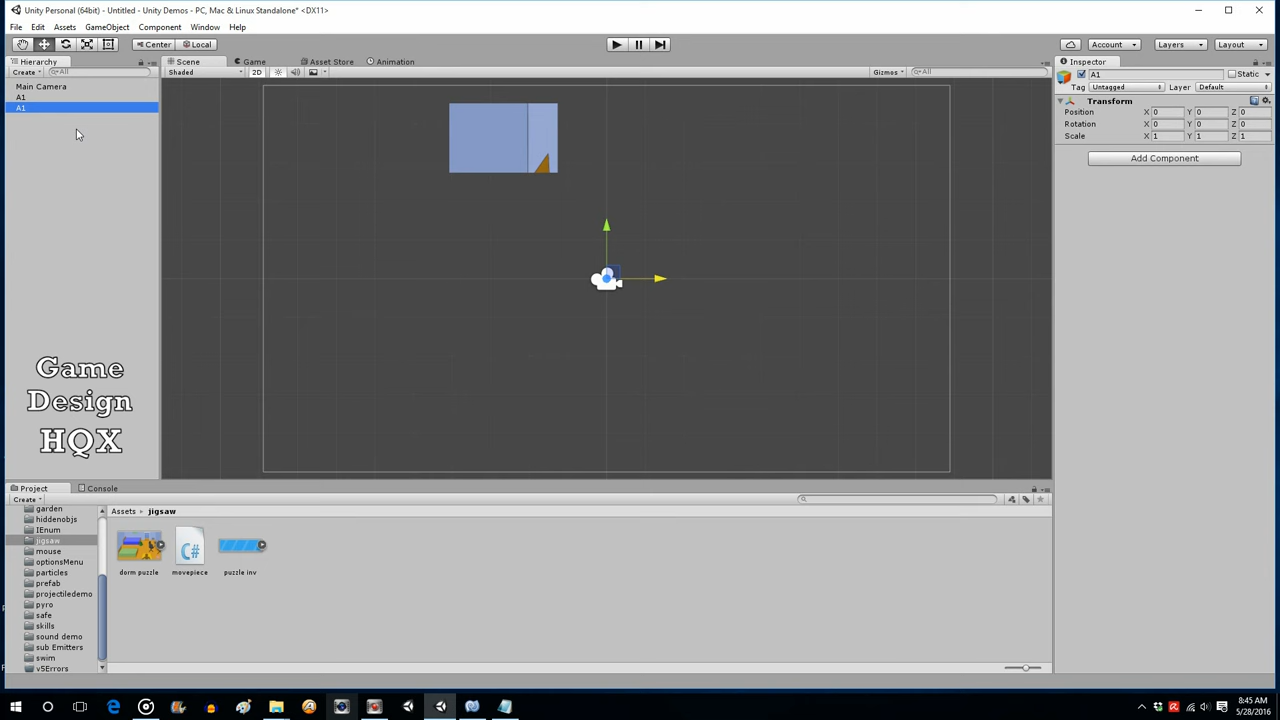 Unity Personal (64bit) - Untitled - Unity Demos - PC, Mac & Linux Standalone* <DX11>
File Edit Assets GameObject Component Window Help
Center Local Account Layers Layout
Hierarchy Scene Game Asset Store Animation Inspector
Create All Shaded 2D Gizmos All A1 Static
Tag Untagged Layer Default
Main Camera
A1
A1
Transform
Position X 0 Y 0 Z 0
Rotation X 0 Y 0 Z 0
Scale X 1 Y 1 Z 1
Add Component
Game
Design
HQX
Project Console
Create
garden
hiddenobjs
IEnum
jigsaw
mouse
optionsMenu
particles
prefab
projectiledemo
pyro
safe
skills
sound demo
sub Emitters
swim
v5Errors
Assets jigsaw
C#
dorm puzzle movepiece puzzle inv
8:45 AM
5/28/2016